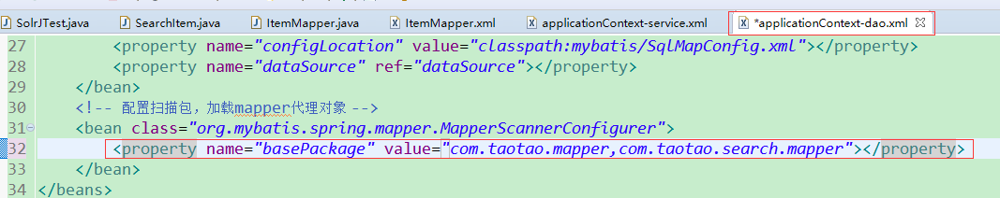 SolrJTest.java SearchItem.java ItemMapper.java ItemMapper.xml applicationContext-service.xml *applicationContext-dao.xml
27 <property name="configLocation" value="classpath:mybatis/SqlMapConfig.xml"></property>
28 <property name="dataSource" ref="dataSource"></property>
29 </bean>
30 <!-- 配置扫描包，加载mapper代理对象 -->
31 <bean class="org.mybatis.spring.mapper.MapperScannerConfigurer">
32 <property name="basePackage" value="com.taotao.mapper,com.taotao.search.mapper"></property>
33 </bean>
34 </beans>